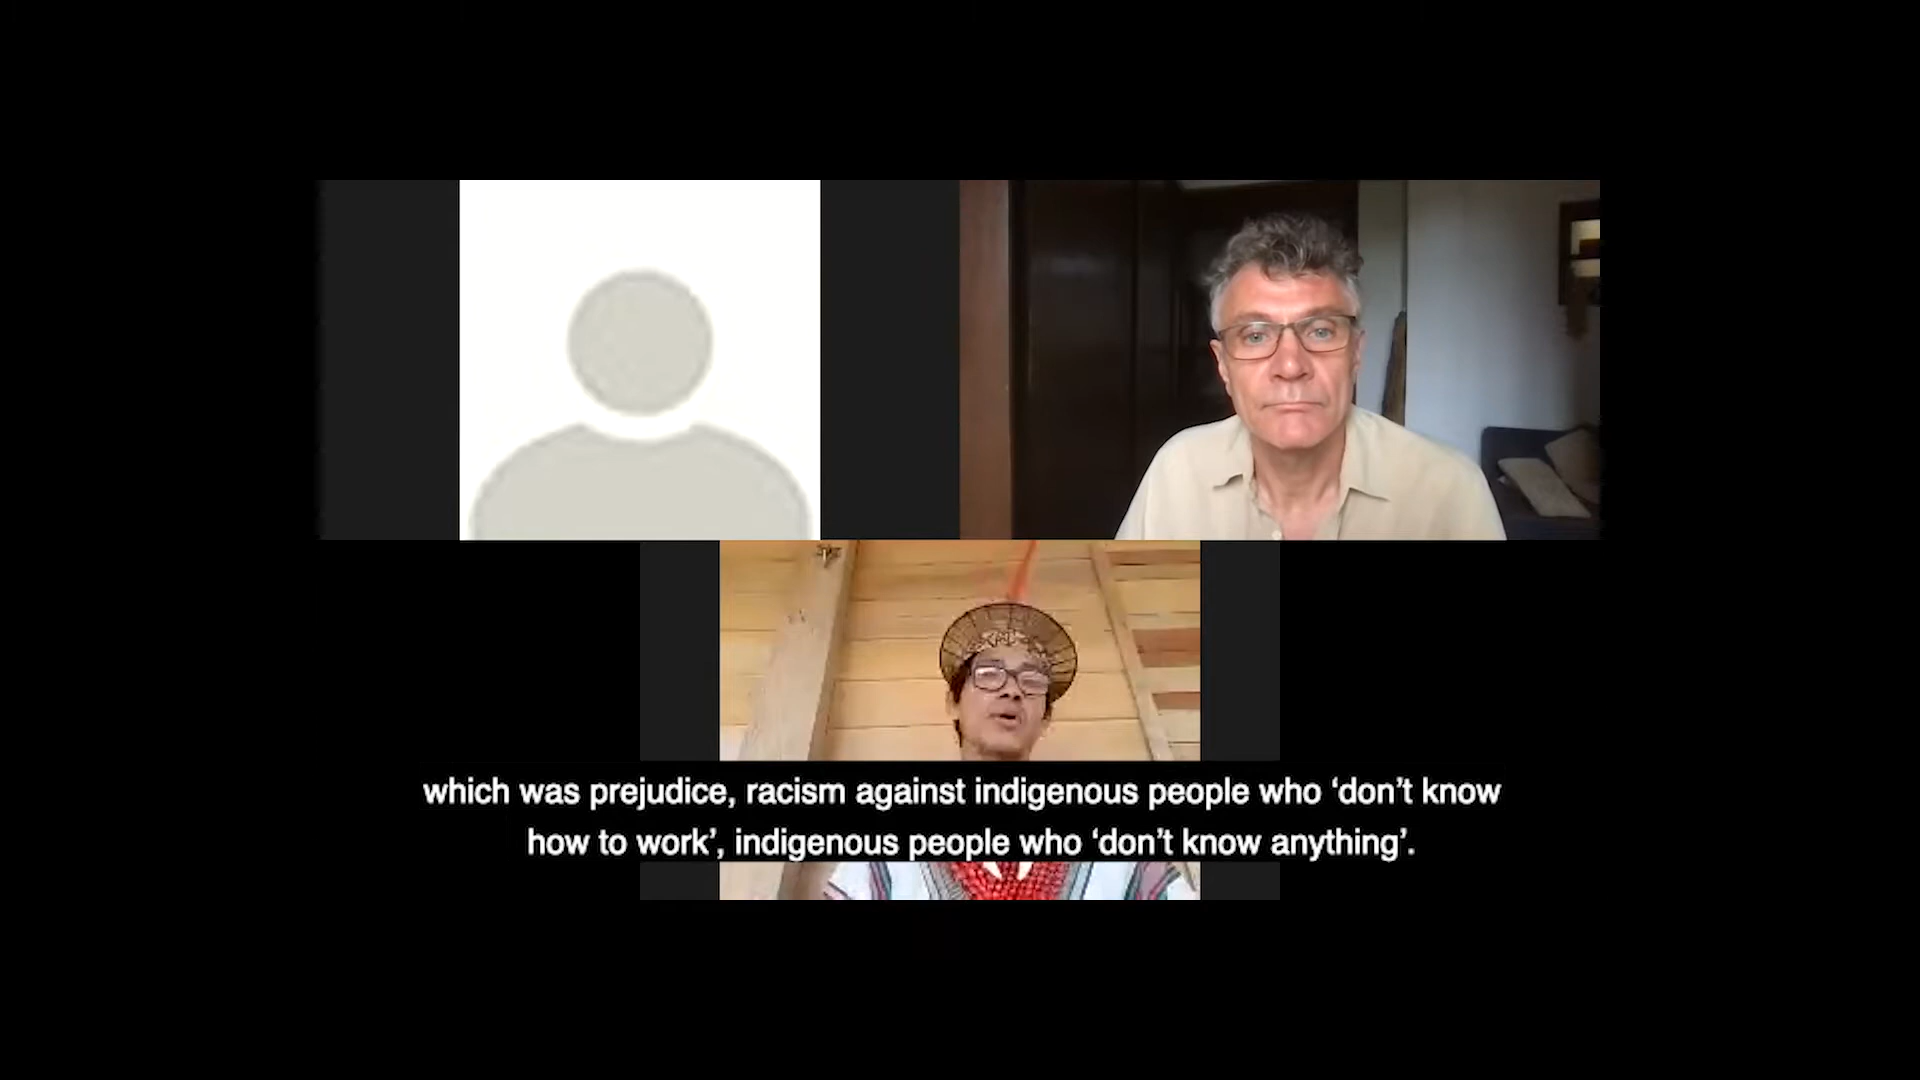 which was prejudice, racism against indigenous people who ‘don’t know
how to work’, indigenous people who ‘don’t know anything’.